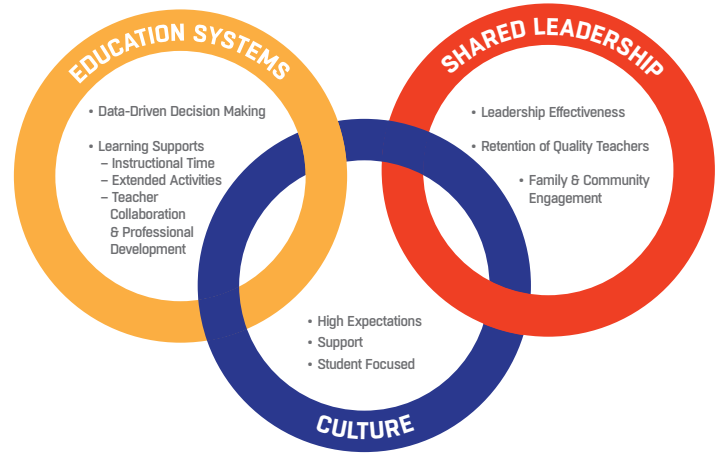 EDUCATION SYSTEMS
• Data-Driven Decision Making
• Learning Supports
– Instructional Time
– Extended Activities
– Teacher
Collaboration
& Professional
Development
SHARED LEADERSHIP
• Leadership Effectiveness
• Retention of Quality Teachers
• Family & Community
Engagement
• High Expectations
• Support
• Student Focused
CULTURE